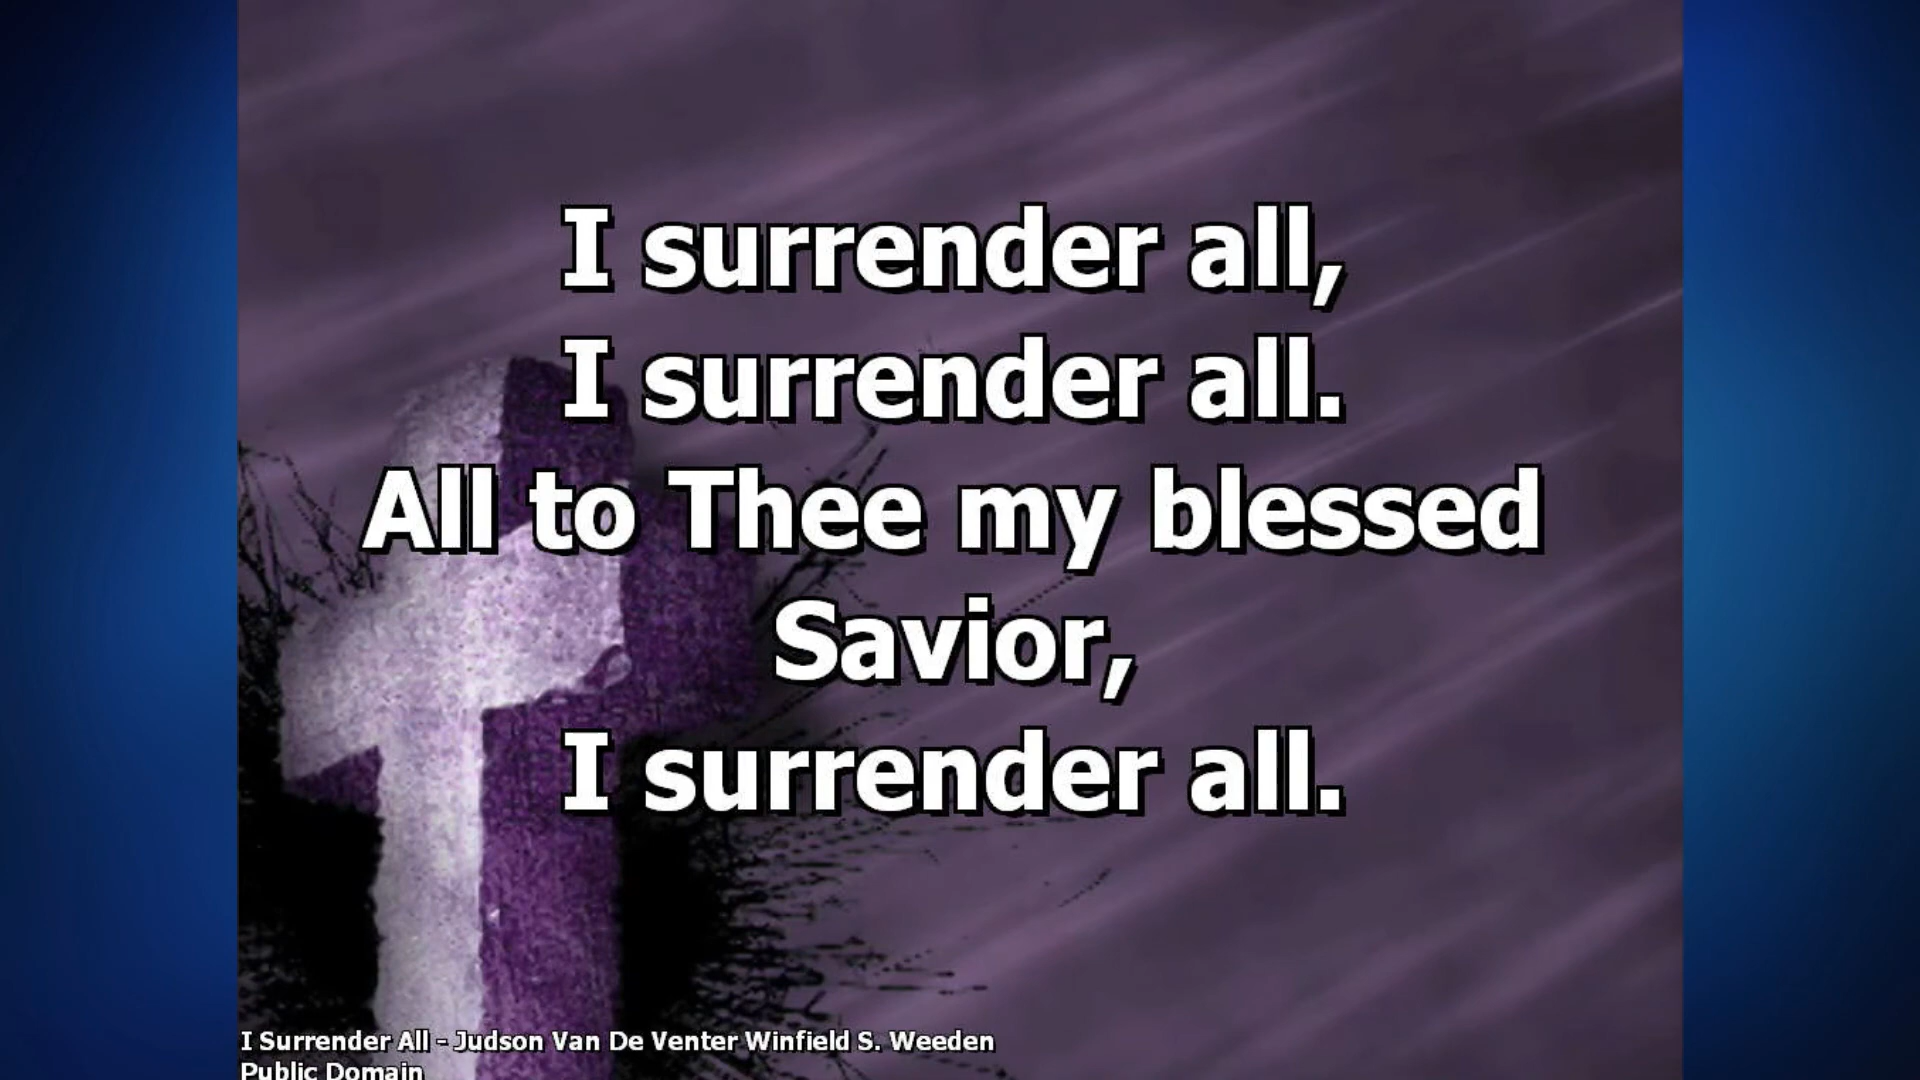 I surrender all,
I surrender all.
All to Thee my blessed
Savior,
I surrender all.
I Surrender All - Judson Van De Venter Winfield S. Weeden
Public Domain